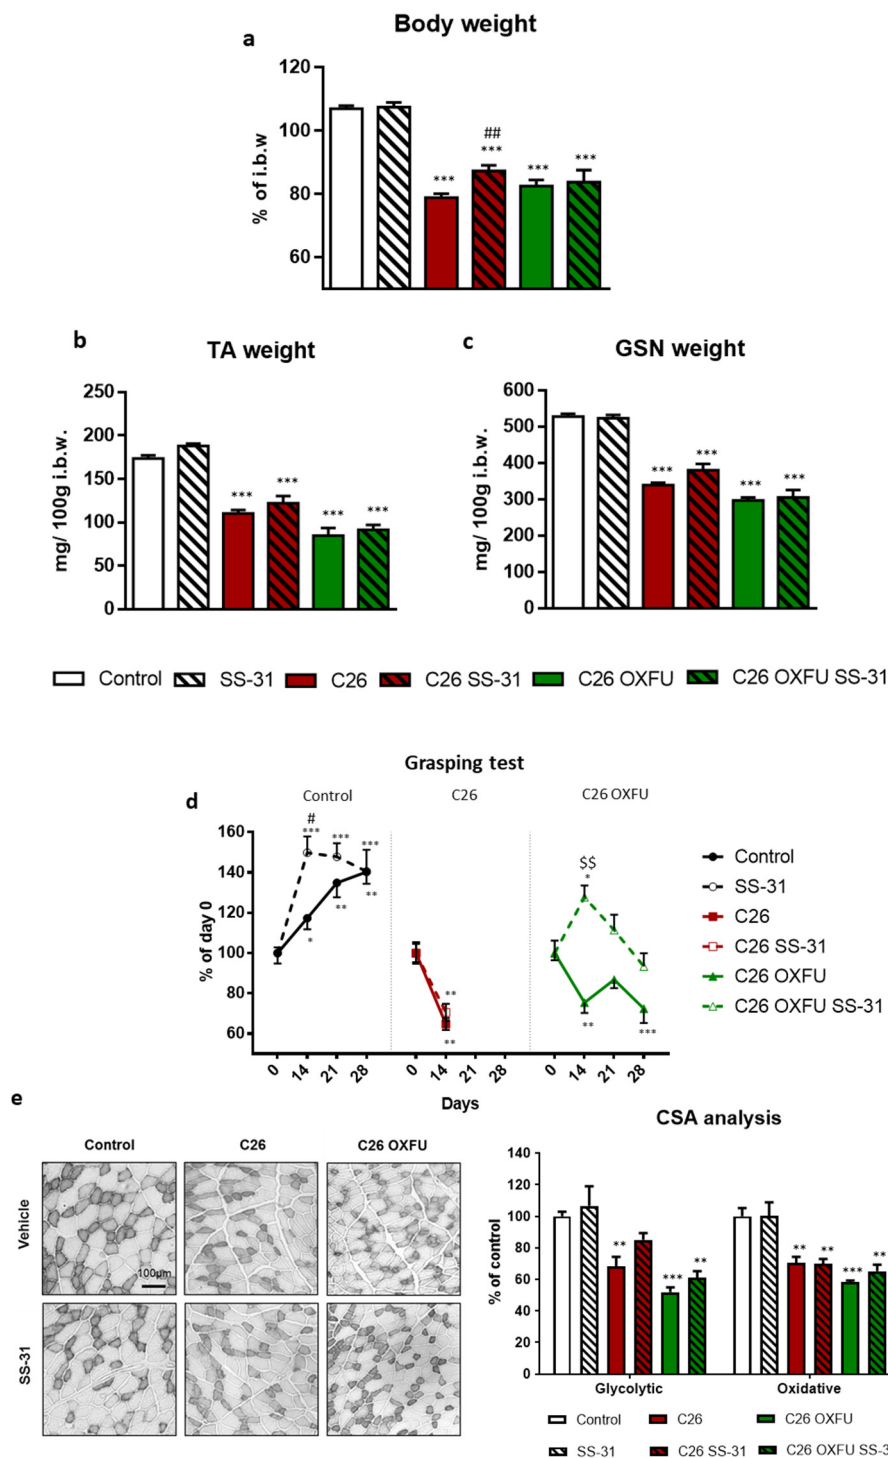 Body weight
a
120
100
80
60
% of i.b.w
***
##
***
***
***
b
TA weight
250
200
150
100
50
0
mg/ 100g i.b.w.
***
***
***
***
c
GSN weight
600
500
400
300
200
100
0
mg/ 100g i.b.w.
***
***
***
***
Control
SS-31
C26
C26 SS-31
C26 OXFU
C26 OXFU SS-31
Grasping test
d
Control
C26
C26 OXFU
160
140
120
100
80
60
% of day 0
#
***
***
***
*
**
**
**
**
$$
*
**
***
0
14
21
28
0
14
21
28
0
14
21
28
Days
Control
SS-31
C26
C26 SS-31
C26 OXFU
C26 OXFU SS-31
e
Control
C26
C26 OXFU
Vehicle
SS-31
100µm
CSA analysis
140
120
100
80
60
40
20
0
% of control
**
***
**
**
**
***
**
Glycolytic
Oxidative
Control
C26
C26 OXFU
SS-31
C26 SS-31
C26 OXFU SS-3